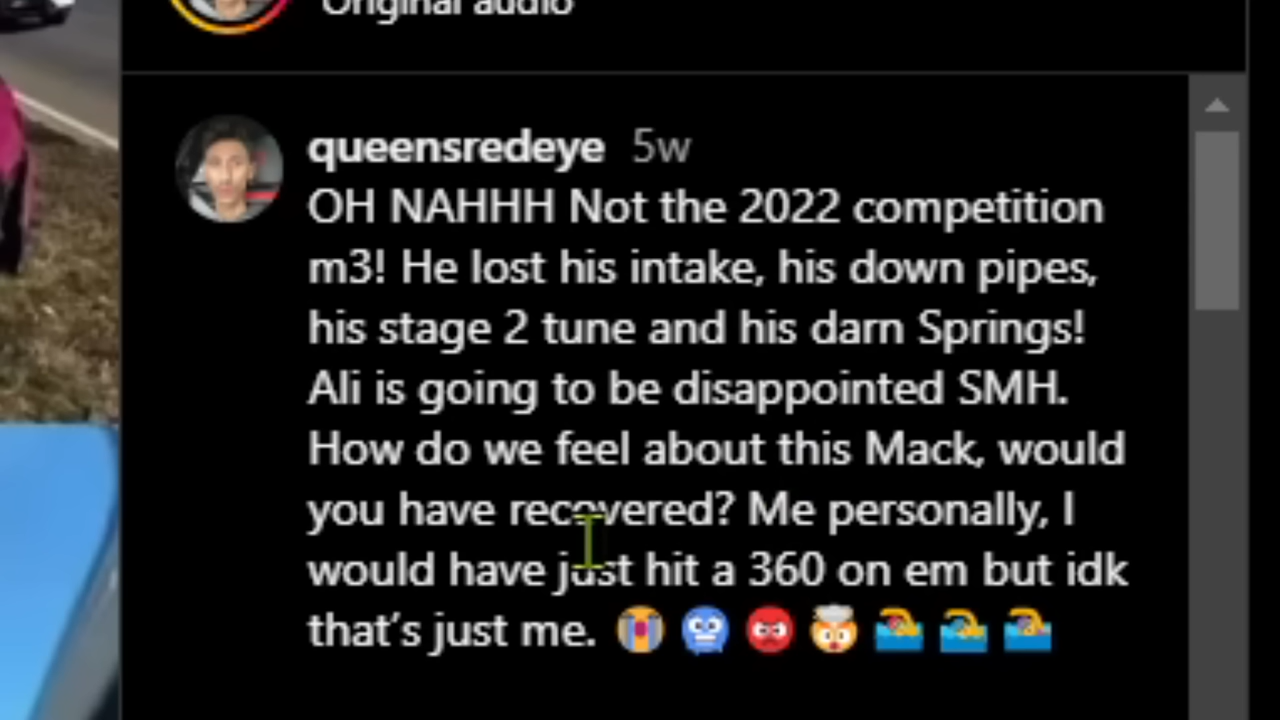 Original audio
queensredeye 5w
OH NAHHH Not the 2022 competition
m3! He lost his intake, his down pipes,
his stage 2 tune and his darn Springs!
Ali is going to be disappointed SMH.
How do we feel about this Mack, would
you have recovered? Me personally, I
would have just hit a 360 on em but idk
that's just me. 😭🥶😡🤯🏊🏊🏊